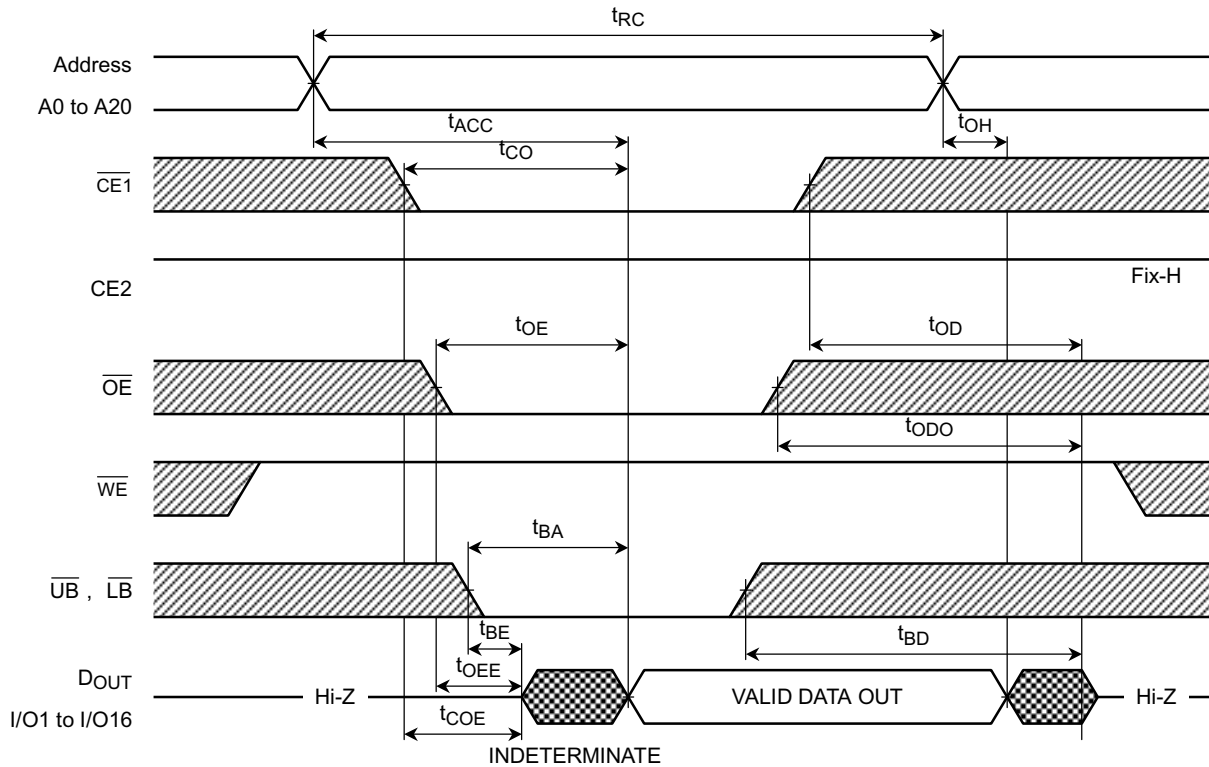 tRC
Address
A0 to A20
tACC
tOH
tCO
CE1
CE2
Fix-H
tOE
tOD
OE
tODO
WE
tBA
UB , LB
tBE
tBD
tOEE
DOUT
Hi-Z
VALID DATA OUT
Hi-Z
I/O1 to I/O16
tCOE
INDETERMINATE